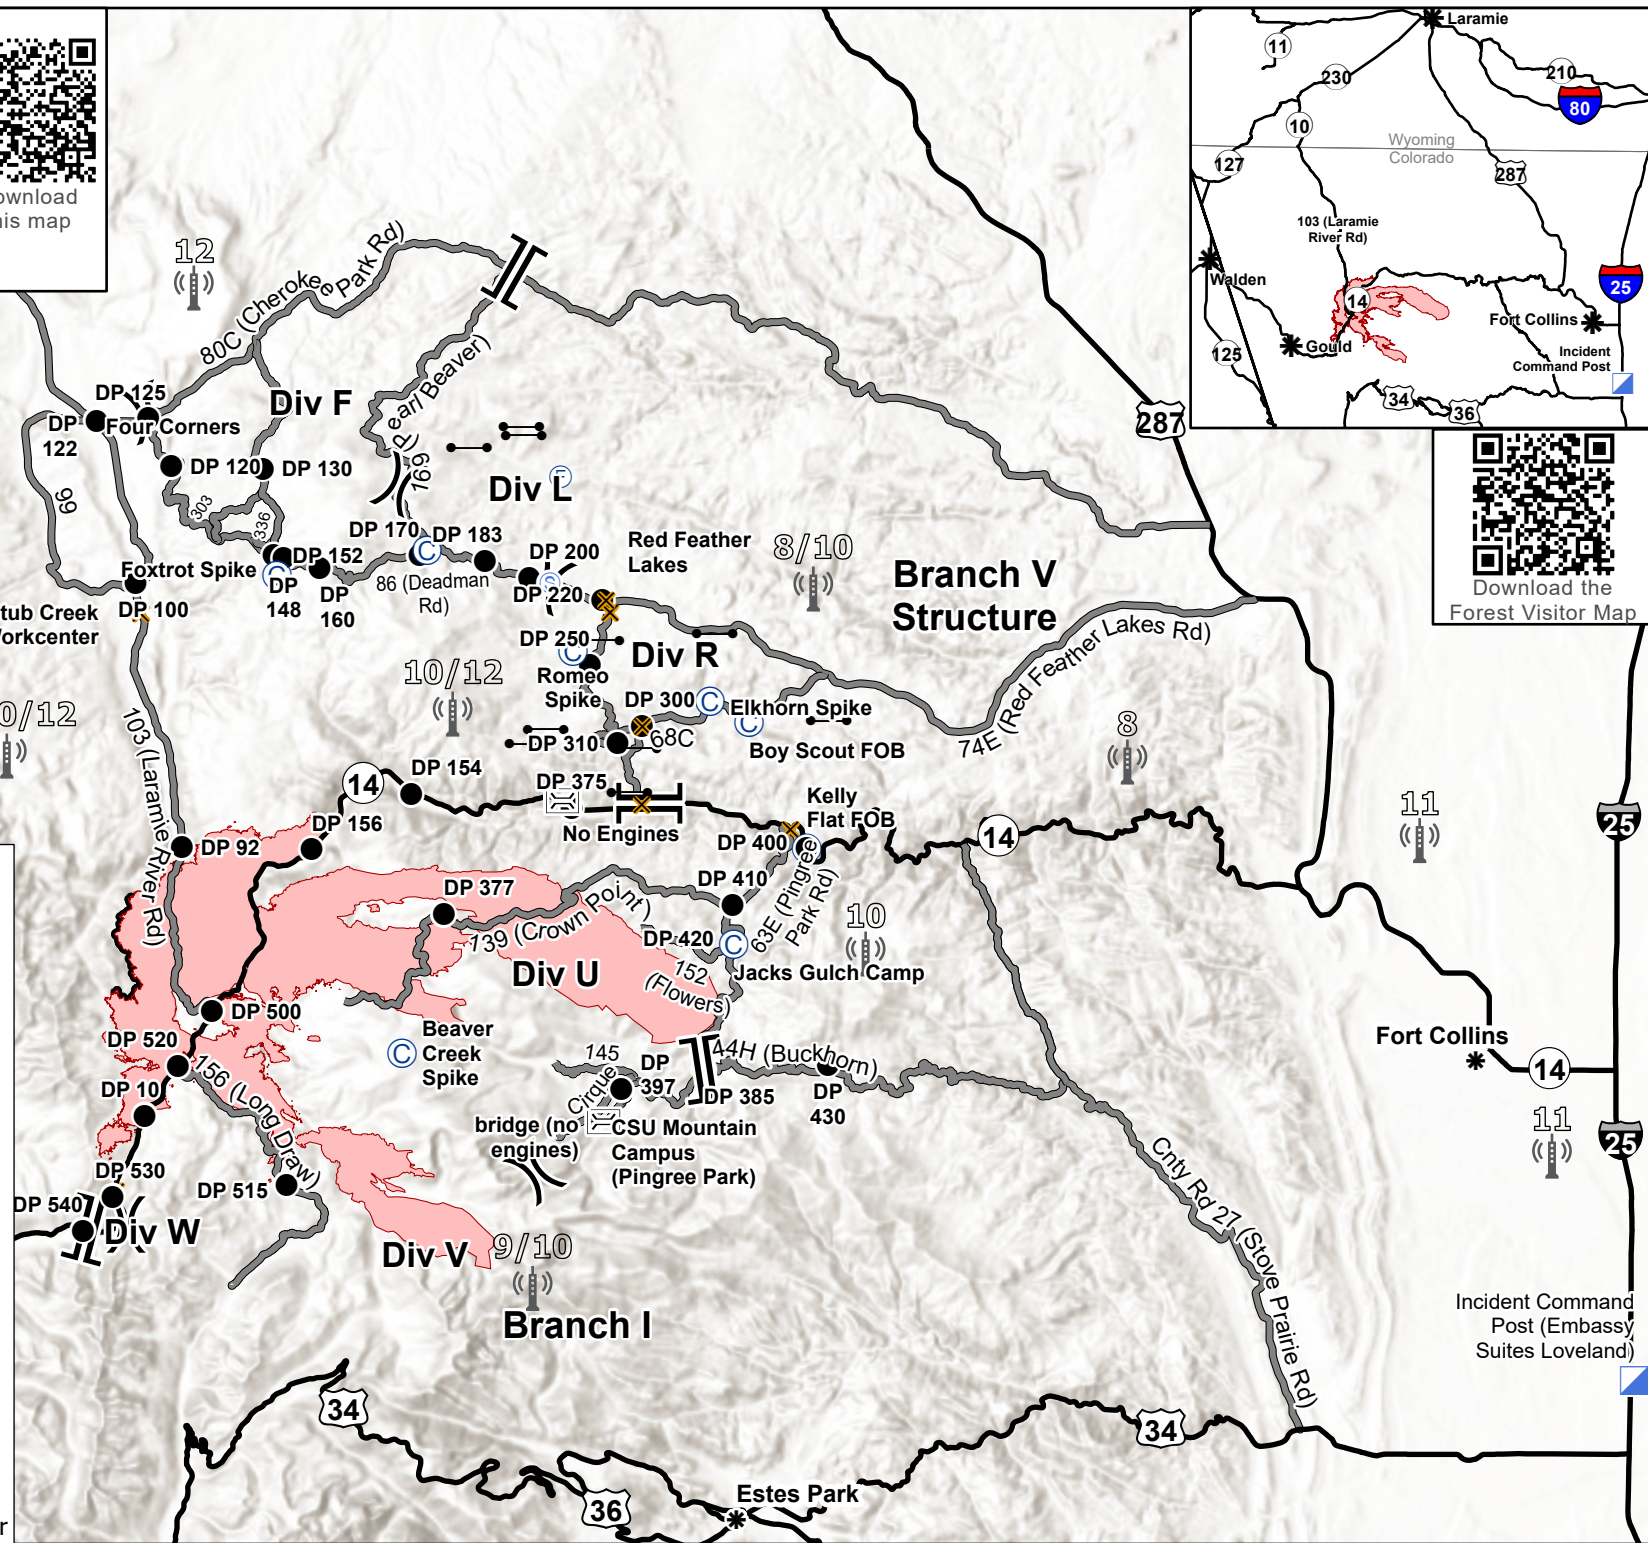 ownload
his map
12
80C (Cherokee Park Rd)
169 (Pearl Beaver)
Div F
DP 125
DP
122
Four Corners
DP 120
DP 130
99
303
336
Div L
L
DP 170
C
DP 183
DP 152
Foxtrot Spike
C
DP
148
DP
160
86 (Deadman
Rd)
DP 200
S
DP 220
Red Feather
Lakes
8/10
Branch V
Structure
287
DP 100
tub Creek
Workcenter
DP 250
C
Romeo
Spike
Div R
10/12
0/12
DP 300
C
Elkhorn Spike
C
Boy Scout FOB
68C
DP 310
74E (Red Feather Lakes Rd)
8
103 (Laramie River Rd)
14
DP 154
DP 375
No Engines
Kelly
Flat FOB
DP 400
DP 156
DP 92
14
11
25
DP 377
DP 410
139 (Crown Point)
63E (Pingree
Park Rd)
10
DP 420
C
Jacks Gulch Camp
Div U
152
(Flowers)
DP 500
DP 520
C
Beaver
Creek
Spike
DP 10
156 (Long Draw)
145
Cirque
DP
397
44H (Buckhorn)
DP 385
DP
430
Fort Collins
14
11
25
bridge (no
engines)
CSU Mountain
Campus
(Pingree Park)
DP 530
DP 515
DP 540
Div W
Div V
9/10
Branch I
Cnty Rd 27 (Stove Prairie Rd)
Incident Command
Post (Embassy
Suites Loveland)
34
34
36
Estes Park
r
Laramie
11
230
210
80
10
Wyoming
Colorado
127
287
103 (Laramie
River Rd)
Walden
25
14
Fort Collins
Gould
125
Incident
Command Post
34
36
Download the
Forest Visitor Map